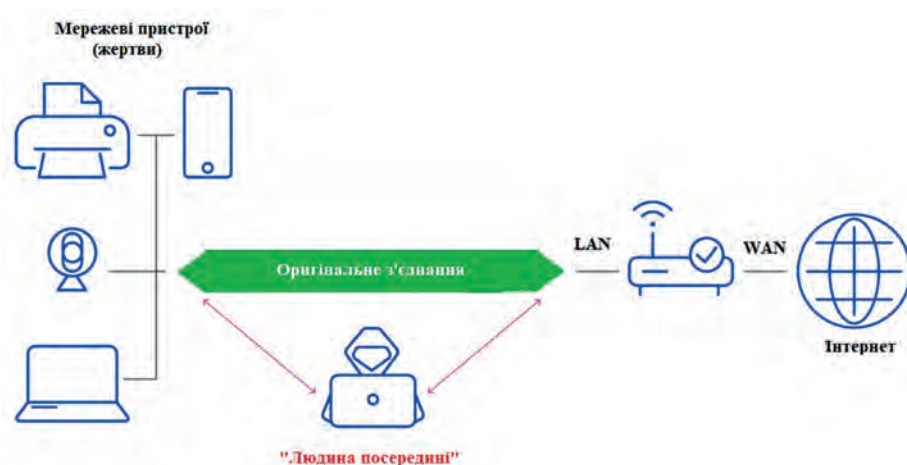 Мережеві пристрої
(жертви)
Оригінальне з'єднання
LAN
WAN
Інтернет
"Людина посередині"